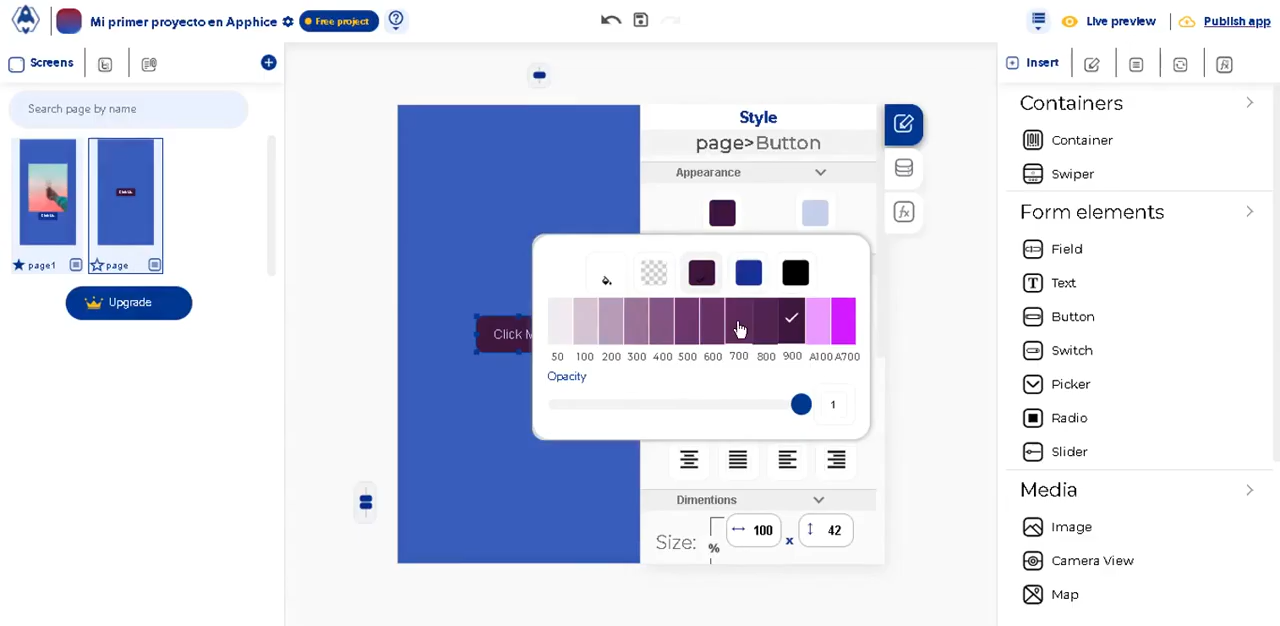 Mi primer proyecto en Apphice
Free project
Live preview
Publish app
Screens
Search page by name
page1
page
Upgrade
Click M
Style
page>Button
Appearance
50 100 200 300 400 500 600 700 800 900 A100 A700
Opacity
1
Dimentions
Size:
%
100
x
42
Insert
Containers
Container
Swiper
Form elements
Field
Text
Button
Switch
Picker
Radio
Slider
Media
Image
Camera View
Map